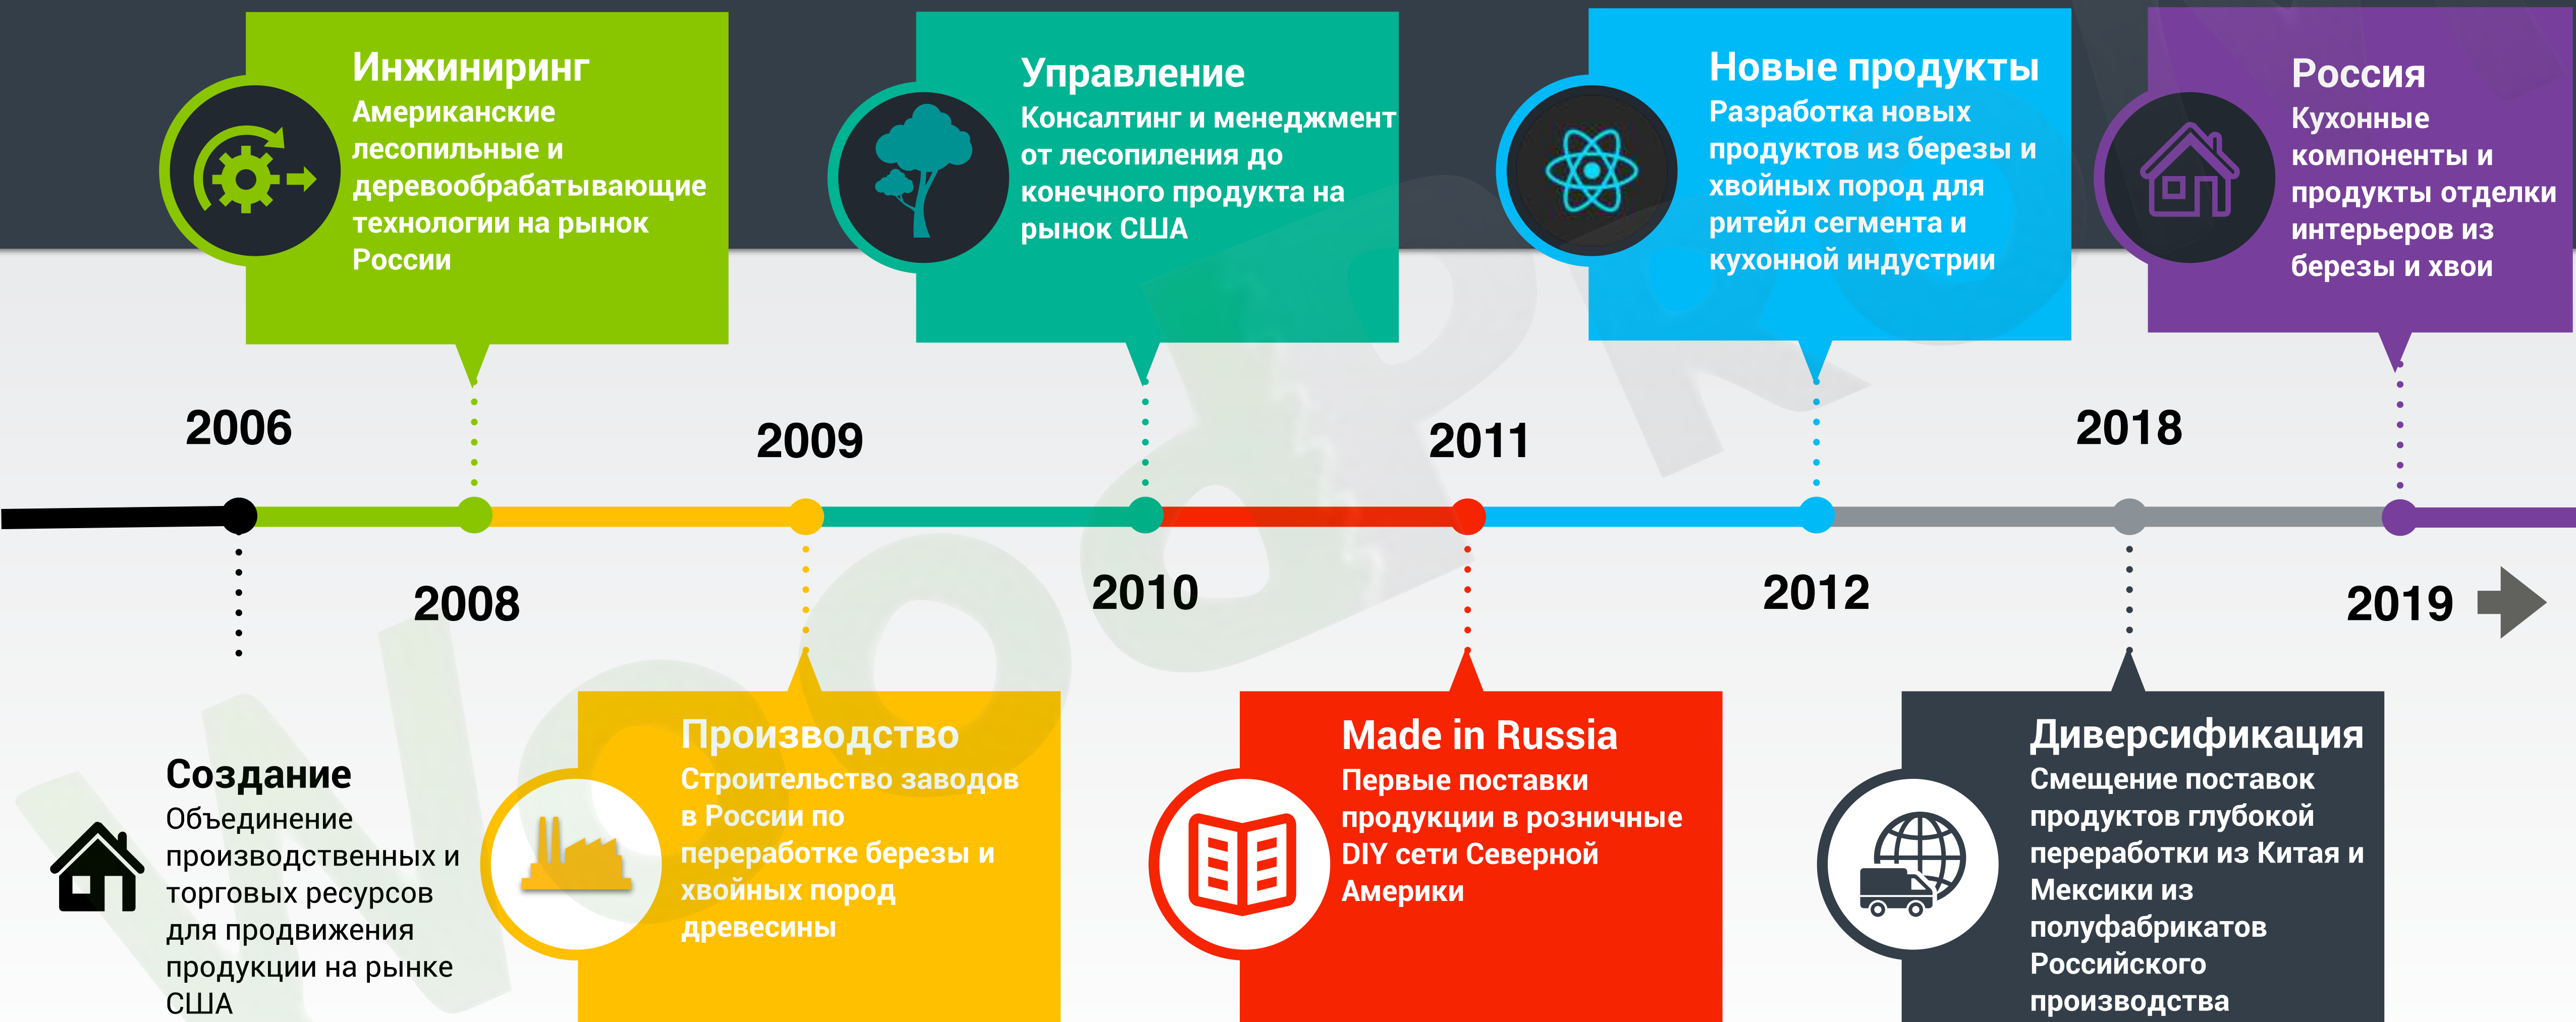 Инжиниринг
Американские
лесопильные и
деревообрабатывающие
технологии на рынок
России
Управление
Консалтинг и менеджмент
от лесопиления до
конечного продукта на
рынок США
Новые продукты
Разработка новых
продуктов из березы и
хвойных пород для
ритейл сегмента и
кухонной индустрии
Россия
Кухонные
компоненты и
продукты отделки
интерьеров из
березы и хвои
2006
2009
2011
2018
2008
2010
2012
2019
Создание
Объединение
производственных и
торговых ресурсов
для продвижения
продукции на рынке
США
Производство
Строительство заводов
в России по
переработке березы и
хвойных пород
древесины
Made in Russia
Первые поставки
продукции в розничные
DIY сети Северной
Америки
Диверсификация
Смещение поставок
продуктов глубокой
переработки из Китая и
Мексики из
полуфабрикатов
Российского
производства